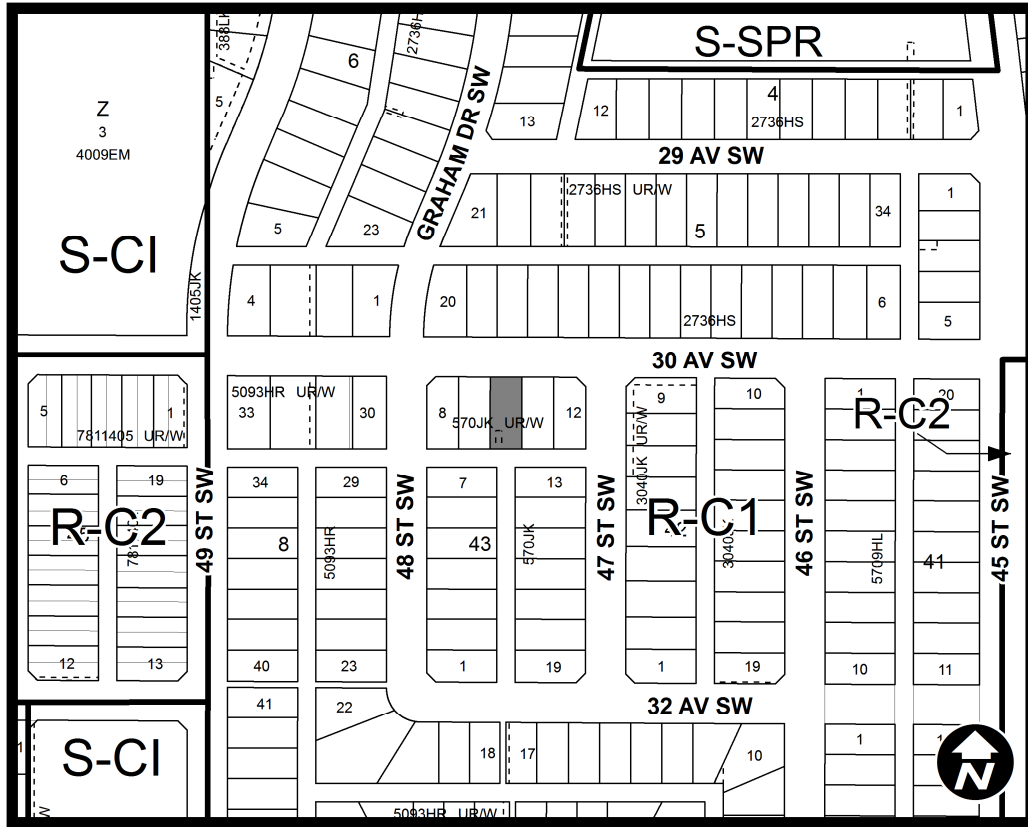 388LK
2736H
S-SPR
6
Z
3
4009EM
5
4
12
2736HS
1
13
GRAHAM DR SW
29 AV SW
2736HS UR/W
1
21
5
34
5
23
S-CI
1405JK
4
1
20
2736HS
6
5
30 AV SW
5
1
7811405 UR/W
5093HR UR/W
33
30
8
570JK UR/W
12
9
10
1
20
R-C2
3040JK UR/W
6
19
34
29
7
13
R-C2
49 ST SW
8
5093HR
48 ST SW
43
570JK
47 ST SW
R-C1
46 ST SW
5709HL
41
45 ST SW
12
13
40
23
1
19
1
19
10
11
41
22
32 AV SW
S-CI
18
17
10
1
N
5093HR UR/W
W